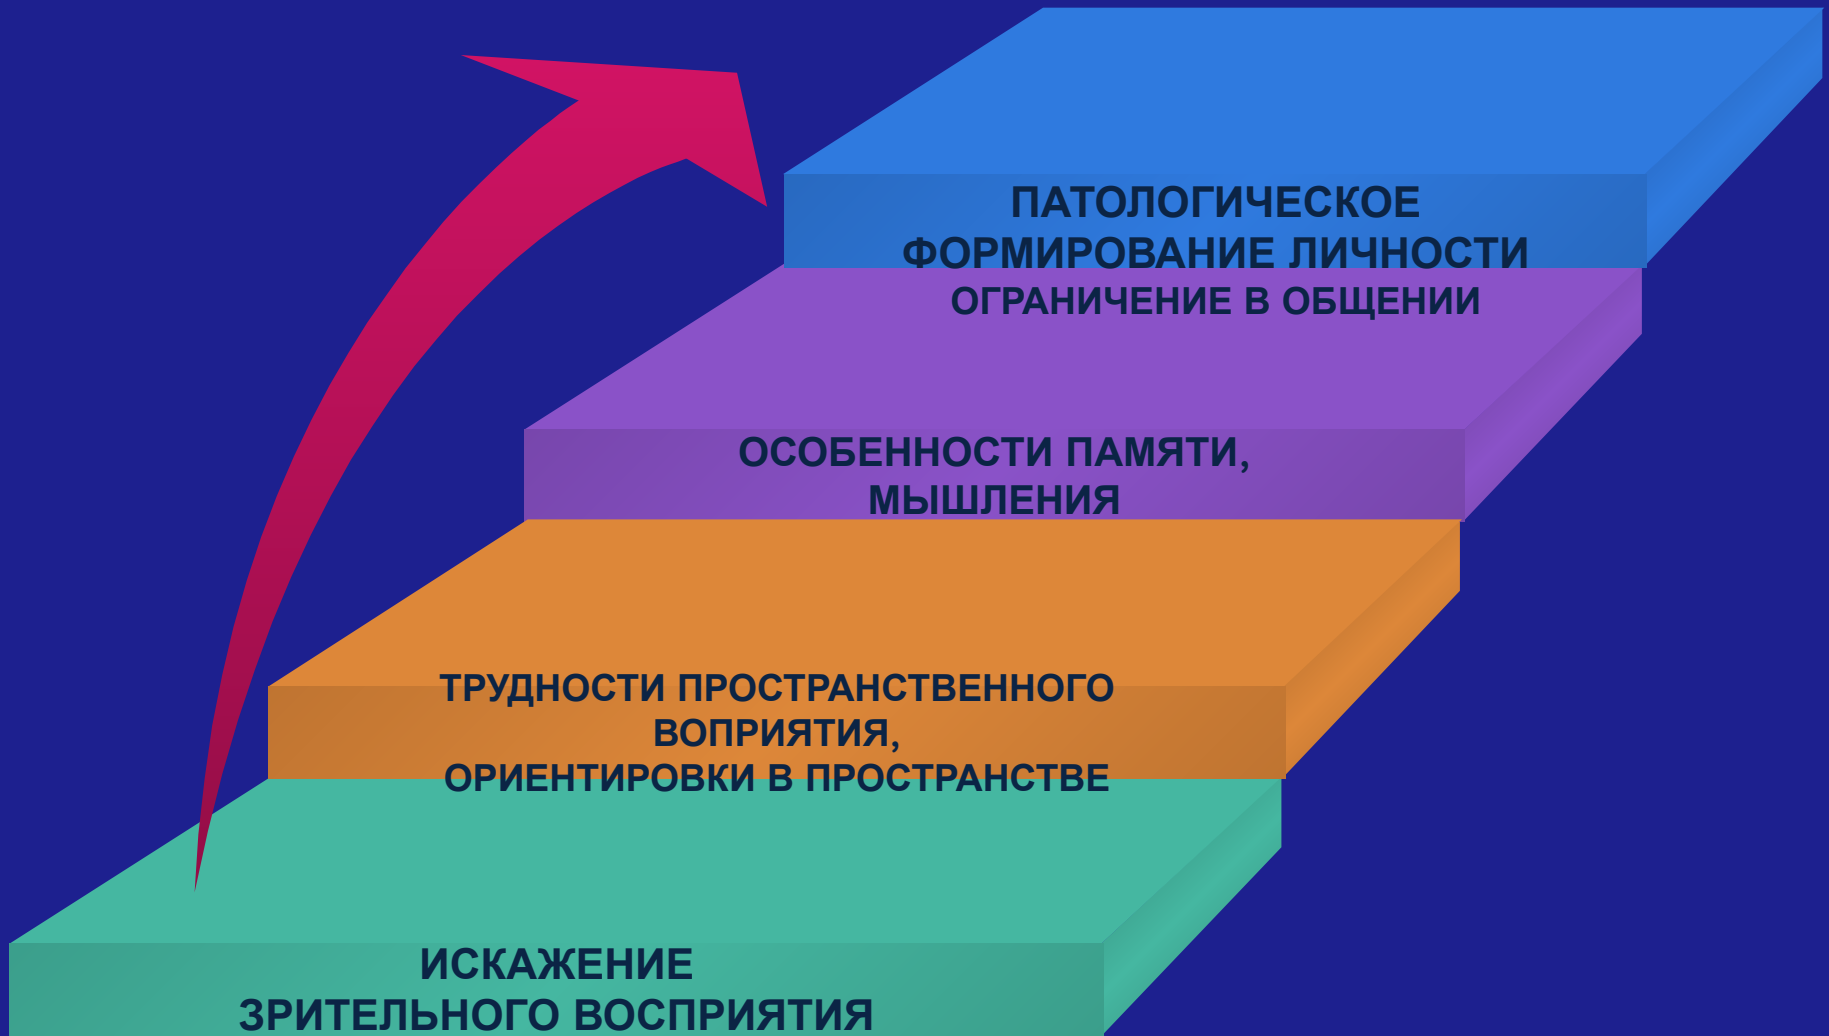 ПАТОЛОГИЧЕСКОЕ
ФОРМИРОВАНИЕ ЛИЧНОСТИ
ОГРАНИЧЕНИЕ В ОБЩЕНИИ
ОСОБЕННОСТИ ПАМЯТИ,
МЫШЛЕНИЯ
ТРУДНОСТИ ПРОСТРАНСТВЕННОГО
ВОПРИЯТИЯ,
ОРИЕНТИРОВКИ В ПРОСТРАНСТВЕ
ИСКАЖЕНИЕ
ЗРИТЕЛЬНОГО ВОСПРИЯТИЯ